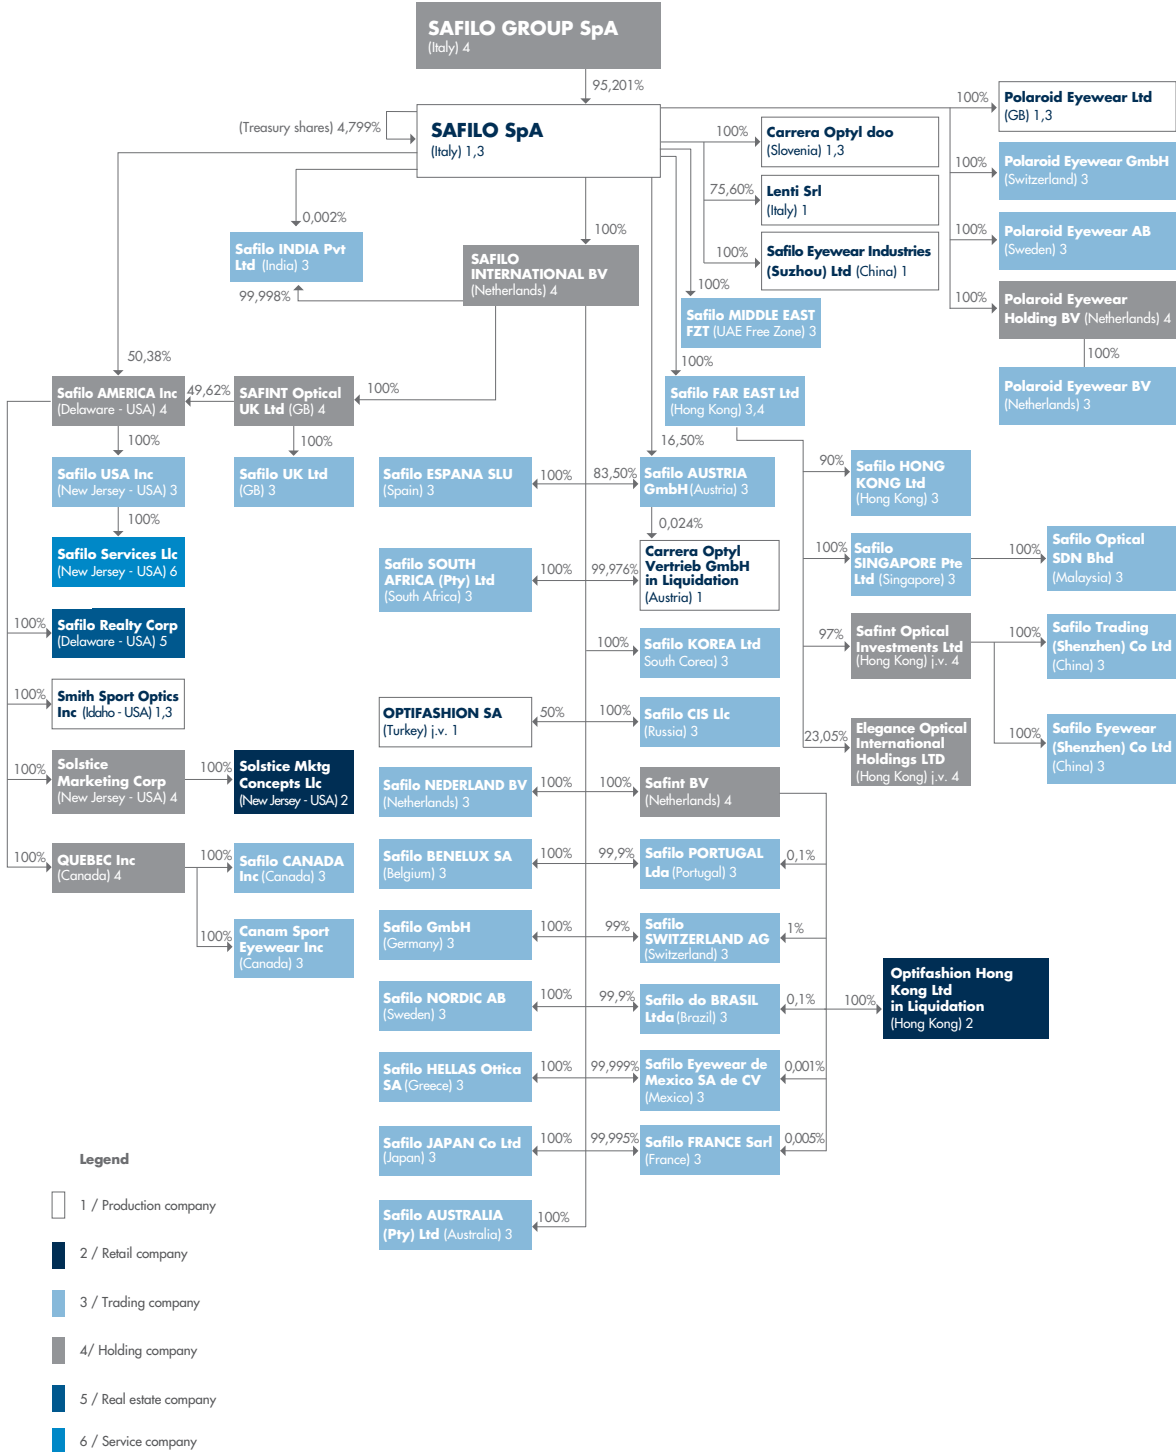 SAFILO GROUP SpA
(Italy) 4
95,201%
(Treasury shares) 4,799%
SAFILO SpA
(Italy) 1,3
100%
Polaroid Eyewear Ltd
(GB) 1,3
100%
Polaroid Eyewear GmbH
(Switzerland) 3
100%
Polaroid Eyewear AB
(Sweden) 3
100%
Polaroid Eyewear
Holding BV (Netherlands) 4
100%
Polaroid Eyewear BV
(Netherlands) 3
100%
Carrera Optyl doo
(Slovenia) 1,3
75,60%
Lenti Srl
(Italy) 1
100%
Safilo Eyewear Industries
(Suzhou) Ltd (China) 1
0,002%
Safilo INDIA Pvt
Ltd (India) 3
99,998%
100%
SAFILO
INTERNATIONAL BV
(Netherlands) 4
100%
Safilo MIDDLE EAST
FZT (UAE Free Zone) 3
100%
Safilo FAR EAST Ltd
(Hong Kong) 3,4
50,38%
Safilo AMERICA Inc
(Delaware - USA) 4
49,62%
SAFINT Optical
UK Ltd (GB) 4
100%
100%
Safilo USA Inc
(New Jersey - USA) 3
100%
Safilo UK Ltd
(GB) 3
100%
Safilo Services Llc
(New Jersey - USA) 6
100%
Safilo Realty Corp
(Delaware - USA) 5
100%
Smith Sport Optics
Inc (Idaho - USA) 1,3
100%
Solstice
Marketing Corp
(New Jersey - USA) 4
100%
Solstice Mktg
Concepts Llc
(New Jersey - USA) 2
100%
QUEBEC Inc
(Canada) 4
100%
Safilo CANADA
Inc (Canada) 3
100%
Canam Sport
Eyewear Inc
(Canada) 3
16,50%
Safilo ESPANA SLU
(Spain) 3
100%
83,50%
Safilo AUSTRIA
GmbH (Austria) 3
0,024%
Safilo SOUTH
AFRICA (Pty) Ltd
(South Africa) 3
100%
99,976%
Carrera Optyl
Vertrieb GmbH
in Liquidation
(Austria) 1
100%
Safilo KOREA Ltd
South Corea) 3
OPTIFASHION SA
(Turkey) j.v. 1
50%
100%
Safilo CIS Llc
(Russia) 3
Safilo NEDERLAND BV
(Netherlands) 3
100%
100%
Safint BV
(Netherlands) 4
Safilo BENELUX SA
(Belgium) 3
100%
99,9%
Safilo PORTUGAL
Lda (Portugal) 3
0,1%
Safilo GmbH
(Germany) 3
100%
99%
Safilo
SWITZERLAND AG
(Switzerland) 3
1%
Safilo NORDIC AB
(Sweden) 3
100%
99,9%
Safilo do BRASIL
Ltda (Brazil) 3
0,1%
100%
Optifashion Hong
Kong Ltd
in Liquidation
(Hong Kong) 2
Safilo HELLAS Ottica
SA (Greece) 3
100%
99,999%
Safilo Eyewear de
Mexico SA de CV
(Mexico) 3
0,001%
Safilo JAPAN Co Ltd
(Japan) 3
100%
99,995%
Safilo FRANCE Sarl
(France) 3
0,005%
Safilo AUSTRALIA
(Pty) Ltd (Australia) 3
100%
90%
Safilo HONG
KONG Ltd
(Hong Kong) 3
100%
Safilo
SINGAPORE Pte
Ltd (Singapore) 3
100%
Safilo Optical
SDN Bhd
(Malaysia) 3
97%
Safint Optical
Investments Ltd
(Hong Kong) j.v. 4
100%
Safilo Trading
(Shenzhen) Co Ltd
(China) 3
23,05%
Elegance Optical
International
Holdings LTD
(Hong Kong) j.v. 4
100%
Safilo Eyewear
(Shenzhen) Co Ltd
(China) 3
Legend
1 / Production company
2 / Retail company
3 / Trading company
4/ Holding company
5 / Real estate company
6 / Service company